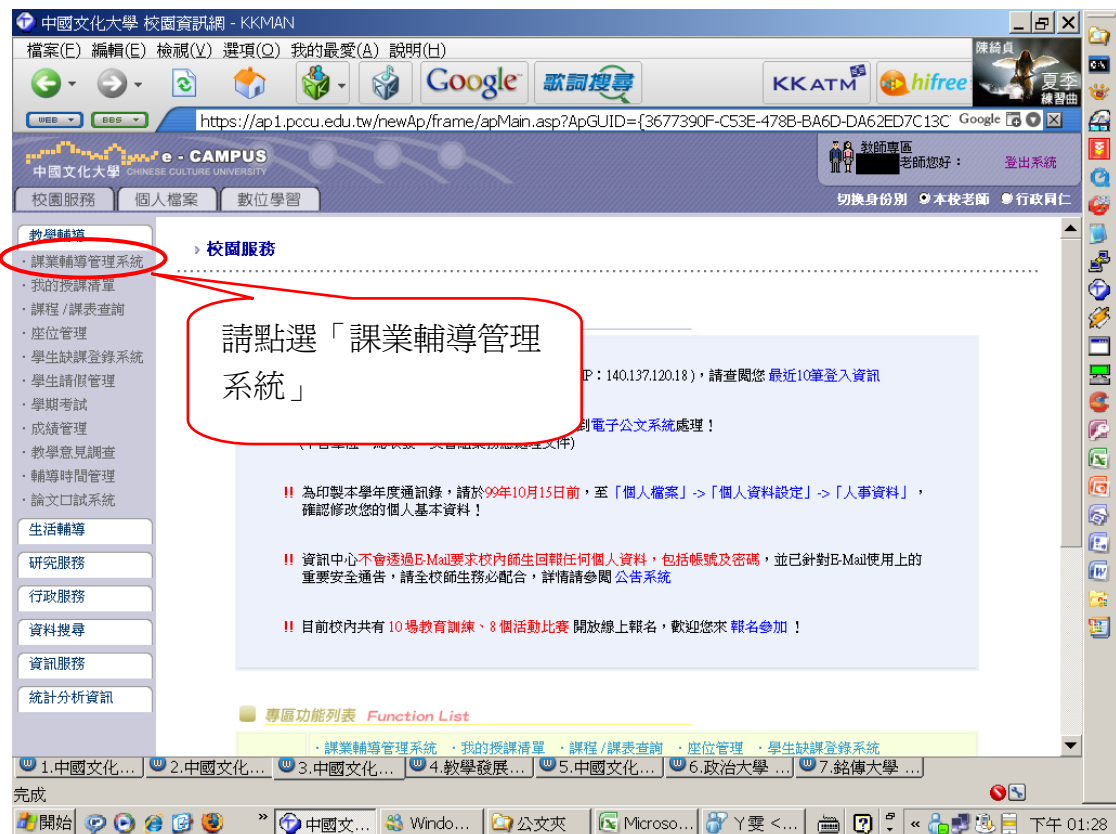 中國文化大學 校園資訊網 - KKMAN
檔案(F) 編輯(E) 檢視(V) 選項(O) 我的最愛(A) 說明(H)
Google 歌詞搜尋 KKATM hifree
陳綺貞
夏季
練習曲
WEB BBS https://ap1.pccu.edu.tw/newAp/frame/apMain.asp?ApGUID={3677390F-C53E-478B-BA6D-DA62ED7C13C Google
e - CAMPUS
中國文化大學 CHINESE CULTURE UNIVERSITY
教師專區
老師您好： 登出系統
校園服務 個人檔案 數位學習 切換身份別 本校老師 行政同仁
教學輔導
‧課業輔導管理系統
‧我的授課清單
‧課程 /課表查詢
‧座位管理
‧學生缺課登錄系統
‧學生請假管理
‧學期考試
‧成績管理
‧教學意見調查
‧輔導時間管理
‧論文口試系統
生活輔導
研究服務
行政服務
資料搜尋
資訊服務
統計分析資訊
校園服務
請點選「課業輔導管理
系統」
IP：140.137.120.18 )，請查閱您 最近10筆登入資訊
到電子公文系統處理！
!! 為印製本學年度通訊錄，請於99年10月15日前，至「個人檔案」->「個人資料設定」->「人事資料」，
確認修改您的個人基本資料！
!! 資訊中心不會透過E-Mail要求校內師生回報任何個人資料，包括帳號及密碼，並已針對E-Mail使用上的
重要安全通告，請全校師生務必配合，詳情請參閱 公告系統
!! 目前校內共有 10 場教育訓練、8 個活動比賽 開放線上報名，歡迎您來 報名參加 ！
專區功能列表 Function List
‧課業輔導管理系統 ‧我的授課清單 ‧課程 /課表查詢 ‧座位管理 ‧學生缺課登錄系統
1.中國文化... 2.中國文化... 3.中國文化... 4.教學發展... 5.中國文化... 6.政治大學 ... 7.銘傳大學 ...
完成
開始 » 中國文... Windo... 公文夾 Microso... ㄚ雯 <... « 下午 01:28